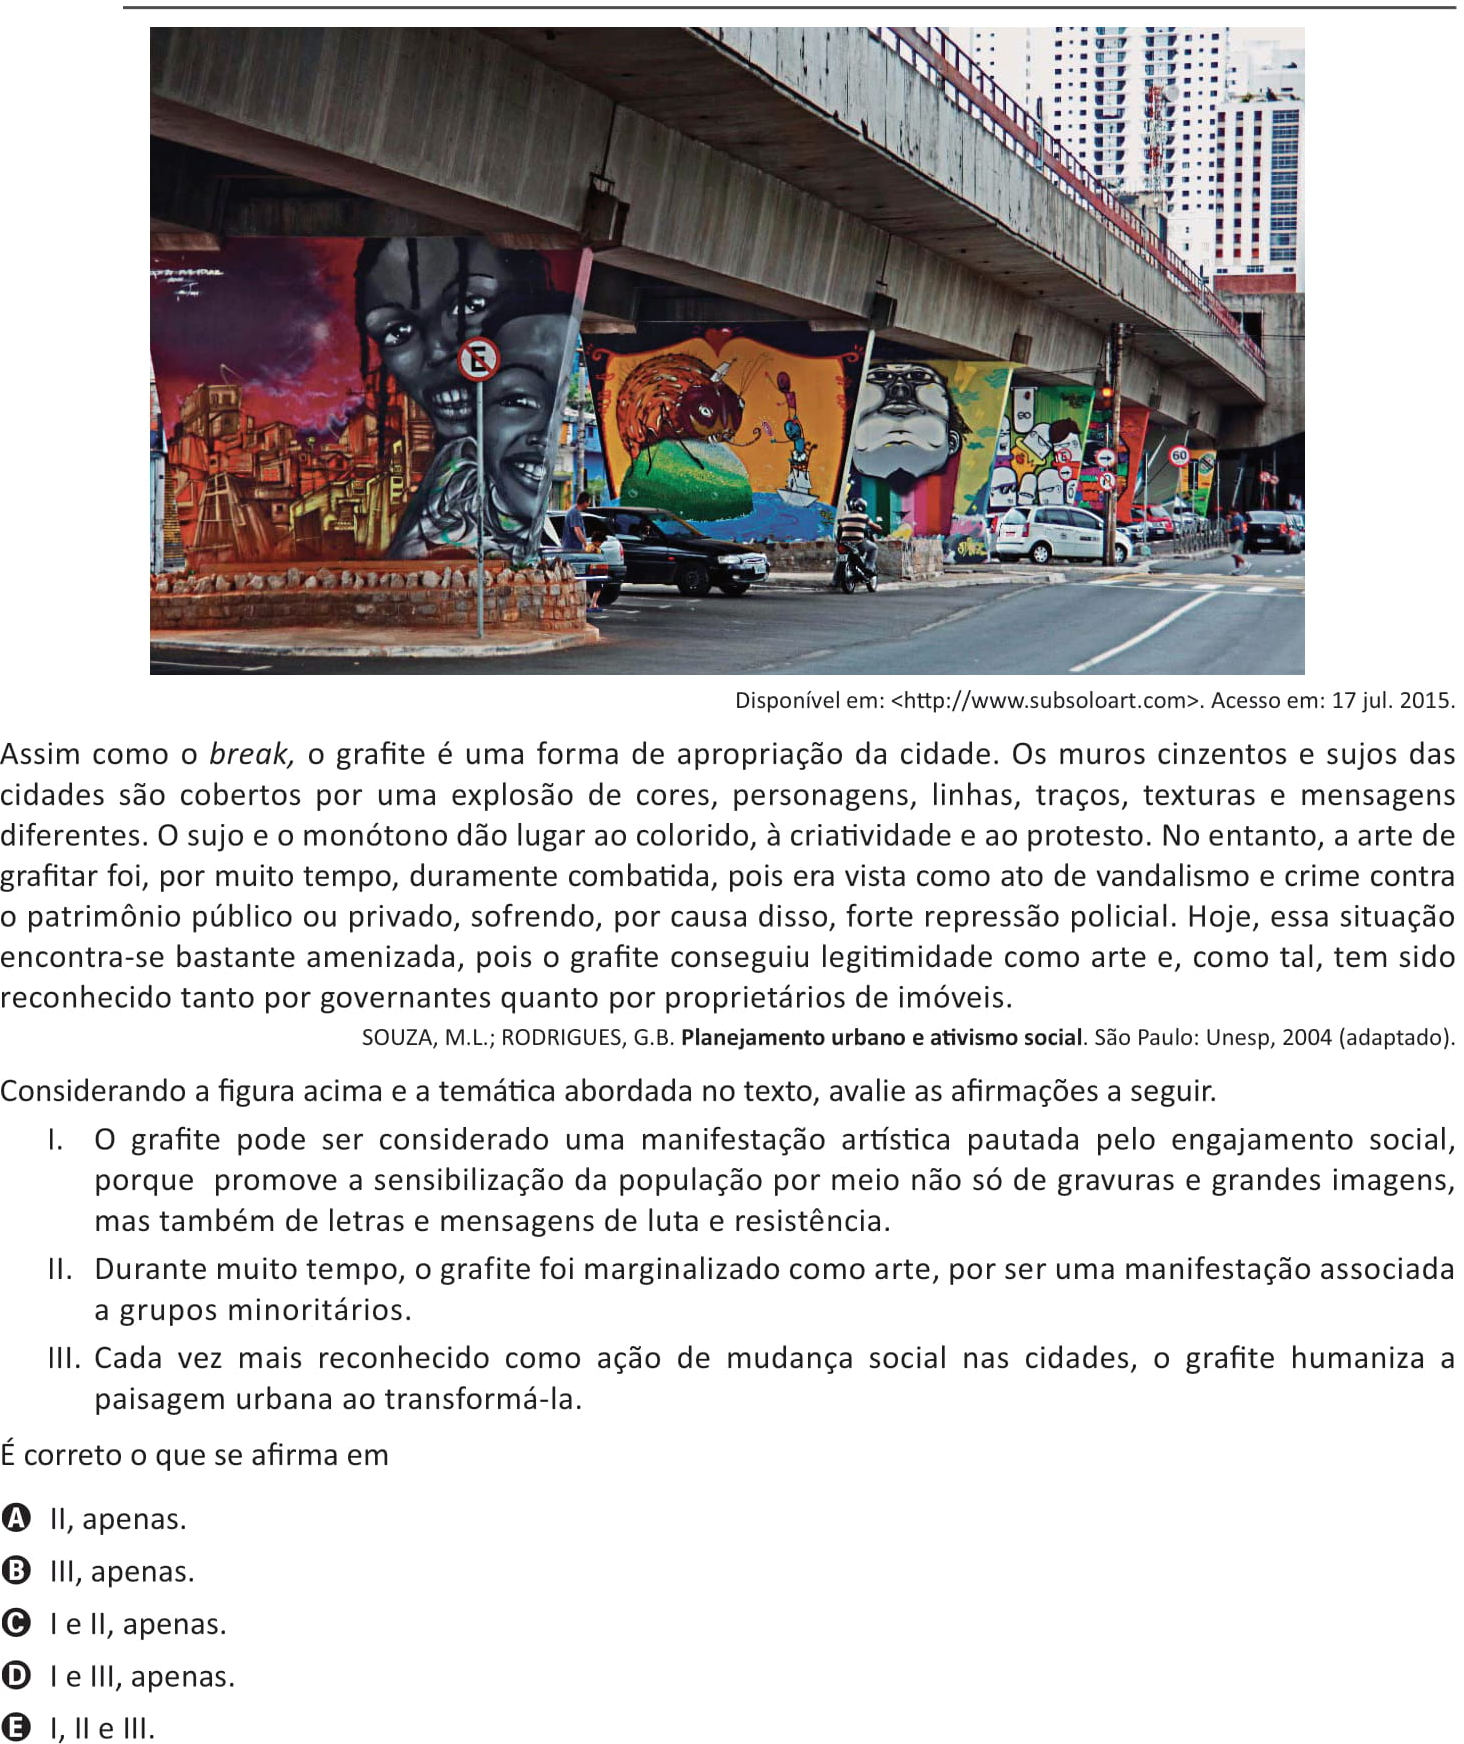 E
GO
60
Disponível em: <http://www.subsoloart.com>. Acesso em: 17 jul. 2015.
Assim como o break, o grafite é uma forma de apropriação da cidade. Os muros cinzentos e sujos das
cidades são cobertos por uma explosão de cores, personagens, linhas, traços, texturas e mensagens
diferentes. O sujo e o monótono dão lugar ao colorido, à criatividade e ao protesto. No entanto, a arte de
grafitar foi, por muito tempo, duramente combatida, pois era vista como ato de vandalismo e crime contra
o patrimônio público ou privado, sofrendo, por causa disso, forte repressão policial. Hoje, essa situação
encontra-se bastante amenizada, pois o grafite conseguiu legitimidade como arte e, como tal, tem sido
reconhecido tanto por governantes quanto por proprietários de imóveis.
SOUZA, M.L.; RODRIGUES, G.B. Planejamento urbano e ativismo social. São Paulo: Unesp, 2004 (adaptado).
Considerando a figura acima e a temática abordada no texto, avalie as afirmações a seguir.
I. O grafite pode ser considerado uma manifestação artística pautada pelo engajamento social,
porque promove a sensibilização da população por meio não só de gravuras e grandes imagens,
mas também de letras e mensagens de luta e resistência.
II. Durante muito tempo, o grafite foi marginalizado como arte, por ser uma manifestação associada
a grupos minoritários.
III. Cada vez mais reconhecido como ação de mudança social nas cidades, o grafite humaniza a
paisagem urbana ao transformá-la.
É correto o que se afirma em
A II, apenas.
B III, apenas.
C I e II, apenas.
D I e III, apenas.
E I, II e III.